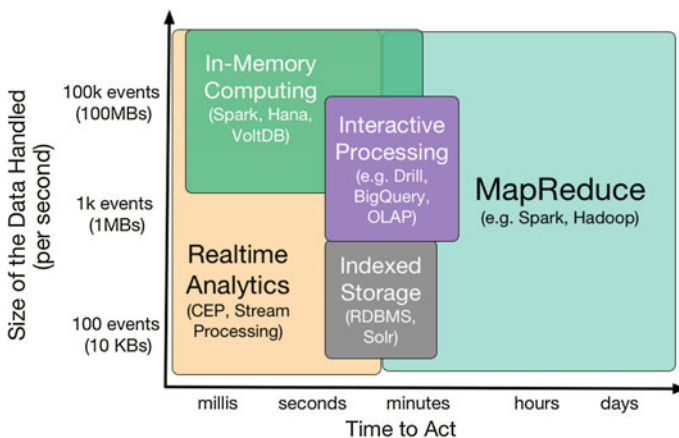 Size of the Data Handled
(per second)
100k events
(100MBs)
1k events
(1MBs)
100 events
(10 KBs)
In-Memory
Computing
(Spark, Hana,
VoltDB)
Interactive
Processing
(e.g. Drill,
BigQuery,
OLAP)
MapReduce
(e.g. Spark, Hadoop)
Realtime
Analytics
(CEP, Stream
Processing)
Indexed
Storage
(RDBMS,
Solr)
millis seconds minutes hours days
Time to Act